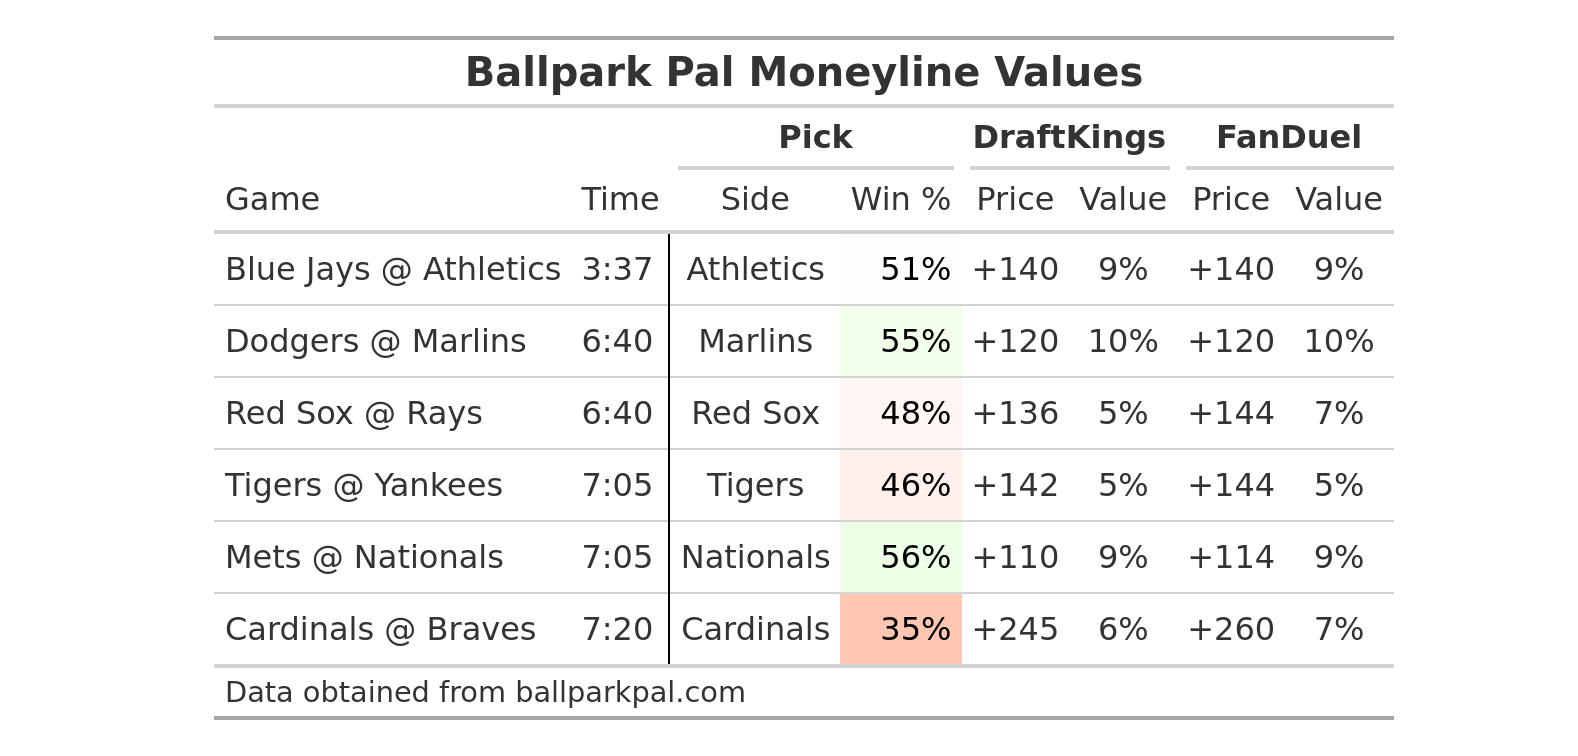 Ballpark Pal Moneyline Values
Pick DraftKings FanDuel
Game Time Side Win % Price Value Price Value
Blue Jays @ Athletics 3:37 Athletics 51% +140 9% +140 9%
Dodgers @ Marlins 6:40 Marlins 55% +120 10% +120 10%
Red Sox @ Rays 6:40 Red Sox 48% +136 5% +144 7%
Tigers @ Yankees 7:05 Tigers 46% +142 5% +144 5%
Mets @ Nationals 7:05 Nationals 56% +110 9% +114 9%
Cardinals @ Braves 7:20 Cardinals 35% +245 6% +260 7%
Data obtained from ballparkpal.com